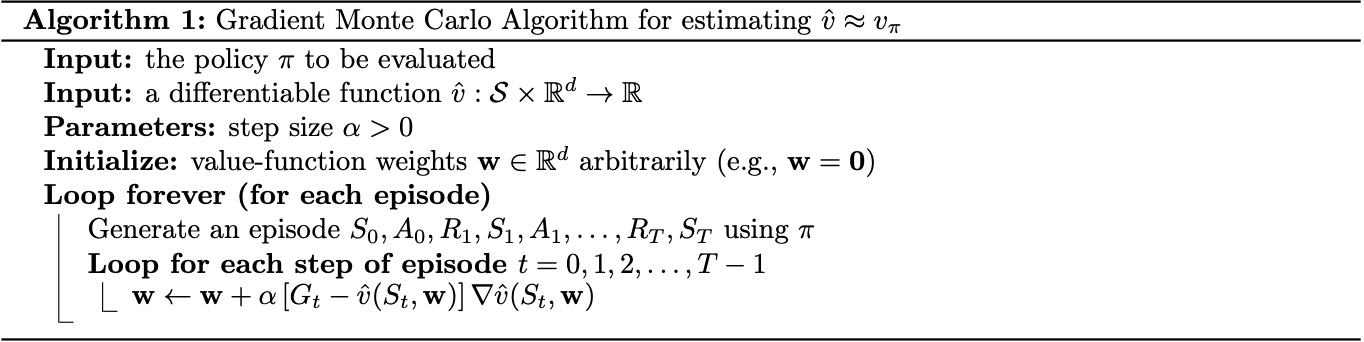 Algorithm 1: Gradient Monte Carlo Algorithm for estimating v̂ ≈ v_π
Input: the policy π to be evaluated
Input: a differentiable function v̂ : 𝒮 × ℝ^d → ℝ
Parameters: step size α > 0
Initialize: value-function weights w ∈ ℝ^d arbitrarily (e.g., w = 0)
Loop forever (for each episode)
Generate an episode S_0, A_0, R_1, S_1, A_1, …, R_T, S_T using π
Loop for each step of episode t = 0, 1, 2, …, T − 1
w ← w + α [G_t − v̂(S_t, w)] ∇v̂(S_t, w)